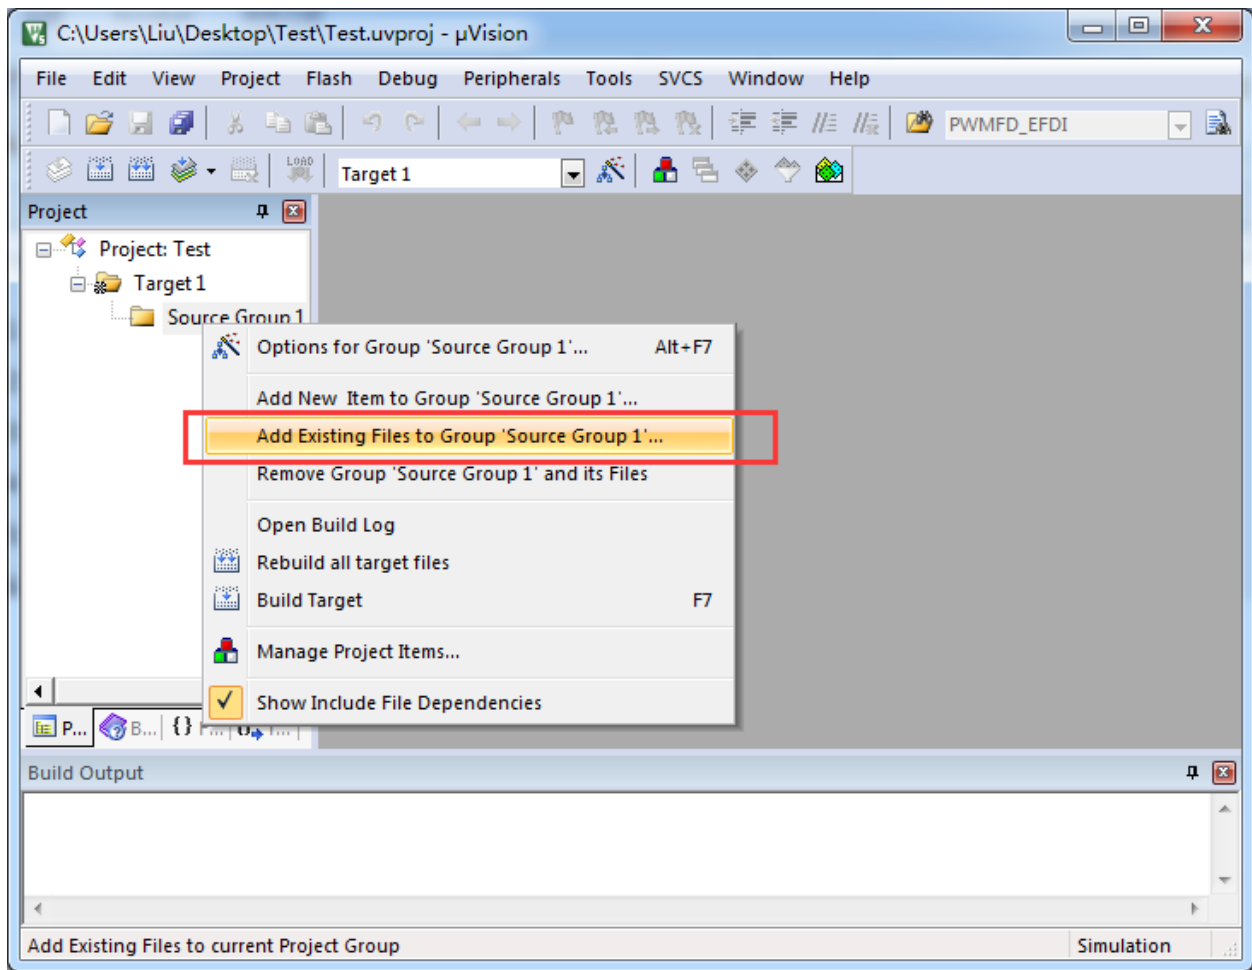 C:\Users\Liu\Desktop\Test\Test.uvproj - µVision
File Edit View Project Flash Debug Peripherals Tools SVCS Window Help
PWMFD_EFDI
LOAD Target 1
Project
Project: Test
Target 1
Source Group 1
Options for Group 'Source Group 1'... Alt+F7
Add New Item to Group 'Source Group 1'...
Add Existing Files to Group 'Source Group 1'...
Remove Group 'Source Group 1' and its Files
Open Build Log
Rebuild all target files
Build Target F7
Manage Project Items...
Show Include File Dependencies
P... B... {}
Build Output
Add Existing Files to current Project Group Simulation